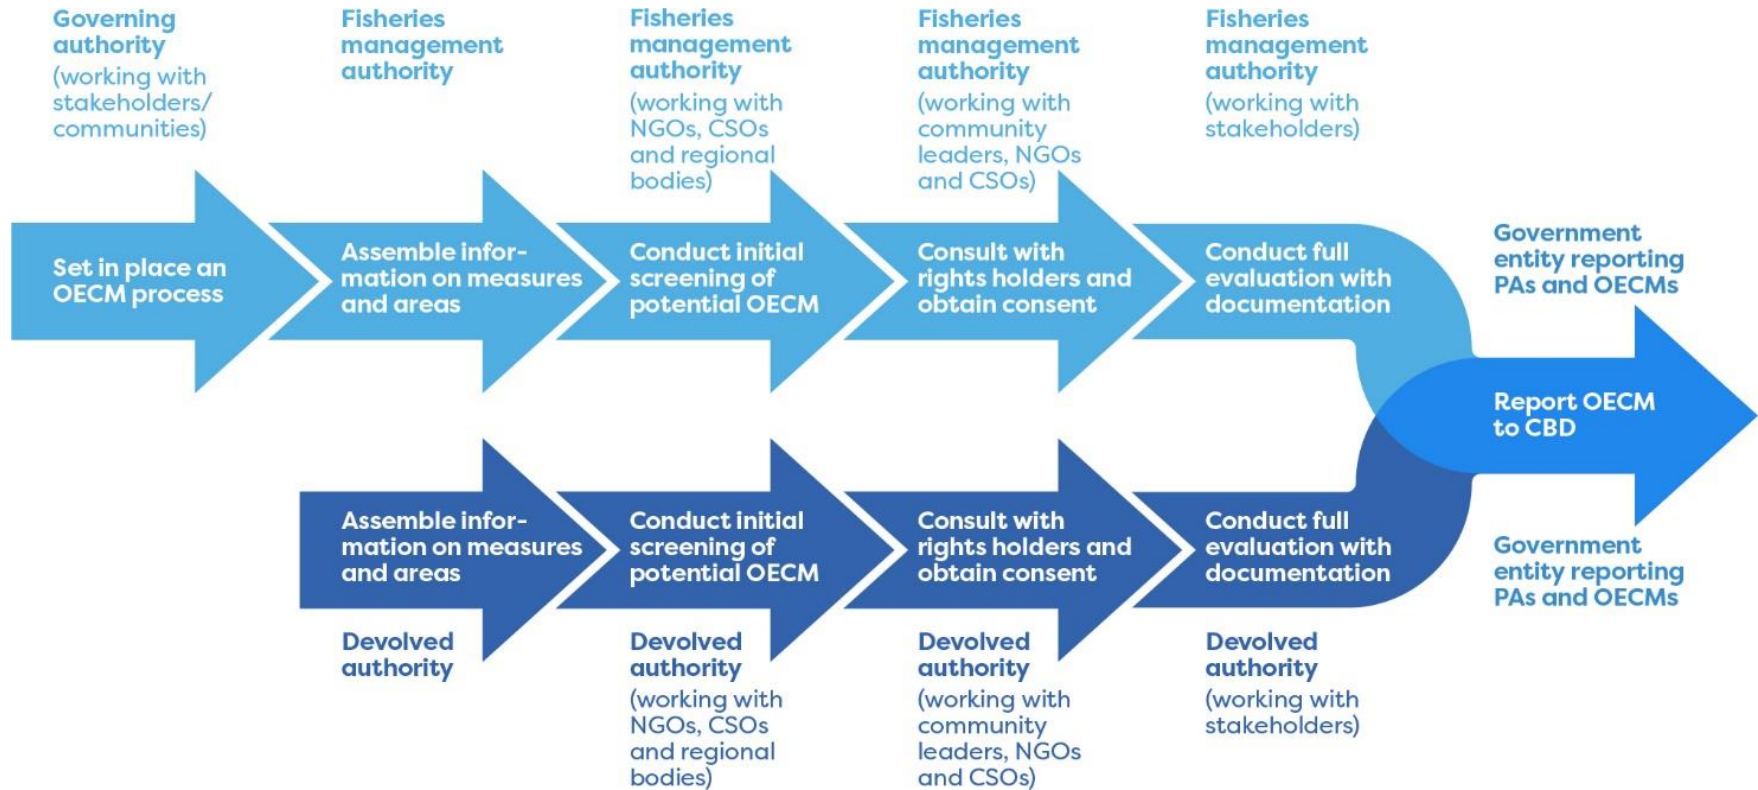 Governing
authority
(working with
stakeholders/
communities)
Fisheries
management
authority
Fisheries
management
authority
(working with
NGOs, CSOs
and regional
bodies)
Fisheries
management
authority
(working with
community
leaders, NGOs
and CSOs)
Fisheries
management
authority
(working with
stakeholders)
Set in place an
OECM process
Assemble infor-
mation on measures
and areas
Conduct initial
screening of
potential OECM
Consult with
rights holders and
obtain consent
Conduct full
evaluation with
documentation
Government
entity reporting
PAs and OECMs
Report OECM
to CBD
Assemble infor-
mation on measures
and areas
Conduct initial
screening of
potential OECM
Consult with
rights holders and
obtain consent
Conduct full
evaluation with
documentation
Government
entity reporting
PAs and OECMs
Devolved
authority
Devolved
authority
(working with
NGOs, CSOs
and regional
bodies)
Devolved
authority
(working with
community
leaders, NGOs
and CSOs)
Devolved
authority
(working with
stakeholders)